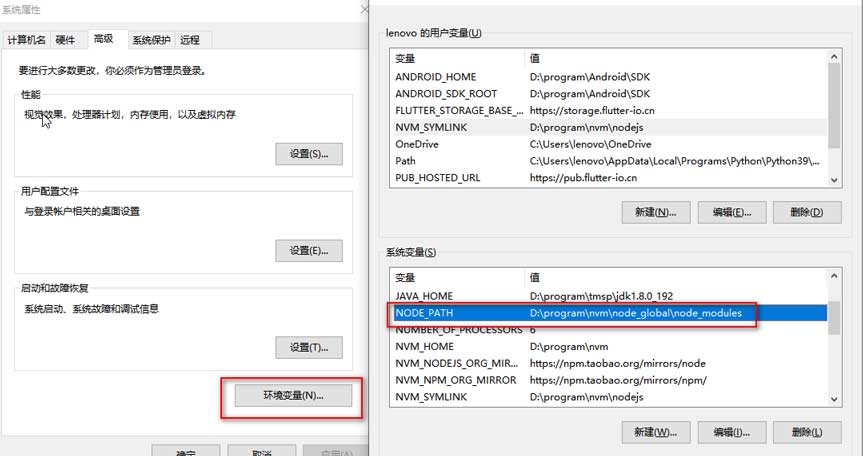 系统属性
计算机名 硬件 高级 系统保护 远程
要进行大多数更改，你必须作为管理员登录。
性能
视觉效果，处理器计划，内存使用，以及虚拟内存
设置(S)...
用户配置文件
与登录帐户相关的桌面设置
设置(E)...
启动和故障恢复
系统启动、系统故障和调试信息
设置(T)...
环境变量(N)...
确定 取消 应用(A)
lenovo 的用户变量(U)
变量 值
ANDROID_HOME D:\program\Android\SDK
ANDROID_SDK_ROOT D:\program\Android\SDK
FLUTTER_STORAGE_BASE_... https://storage.flutter-io.cn
NVM_SYMLINK D:\program\nvm\nodejs
OneDrive C:\Users\lenovo\OneDrive
Path C:\Users\lenovo\AppData\Local\Programs\Python\Python39\...
PUB_HOSTED_URL https://pub.flutter-io.cn
新建(N)... 编辑(E)... 删除(D)
系统变量(S)
变量 值
JAVA_HOME D:\program\tmsp\jdk1.8.0_192
NODE_PATH D:\program\nvm\node_global\node_modules
NUMBER_OF_PROCESSORS 6
NVM_HOME D:\program\nvm
NVM_NODEJS_ORG_MIR... https://npm.taobao.org/mirrors/node
NVM_NPM_ORG_MIRROR https://npm.taobao.org/mirrors/npm/
NVM_SYMLINK D:\program\nvm\nodejs
新建(W)... 编辑(I)... 删除(L)